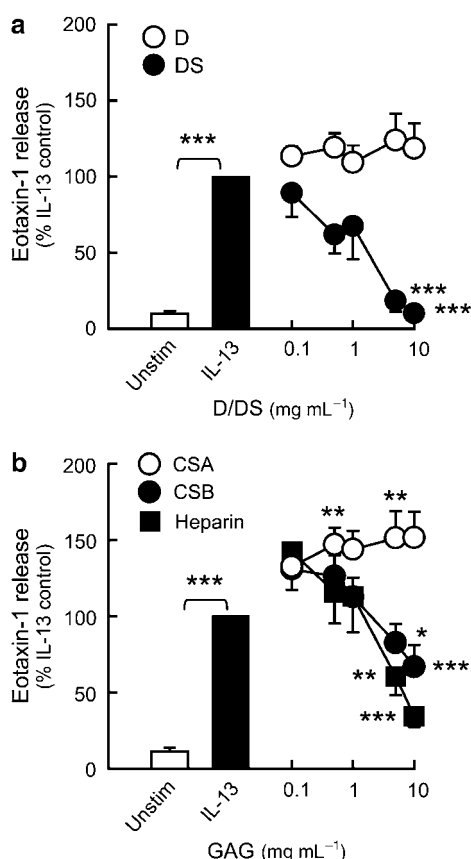 a
200
150
100
50
0
Eotaxin-1 release
(% IL-13 control)
D
DS
***
***
***
Unstim
IL-13
0.1
1
10
D/DS (mg mL⁻¹)
b
200
150
100
50
0
Eotaxin-1 release
(% IL-13 control)
CSA
CSB
Heparin
***
**
**
*
***
**
***
Unstim
IL-13
0.1
1
10
GAG (mg mL⁻¹)